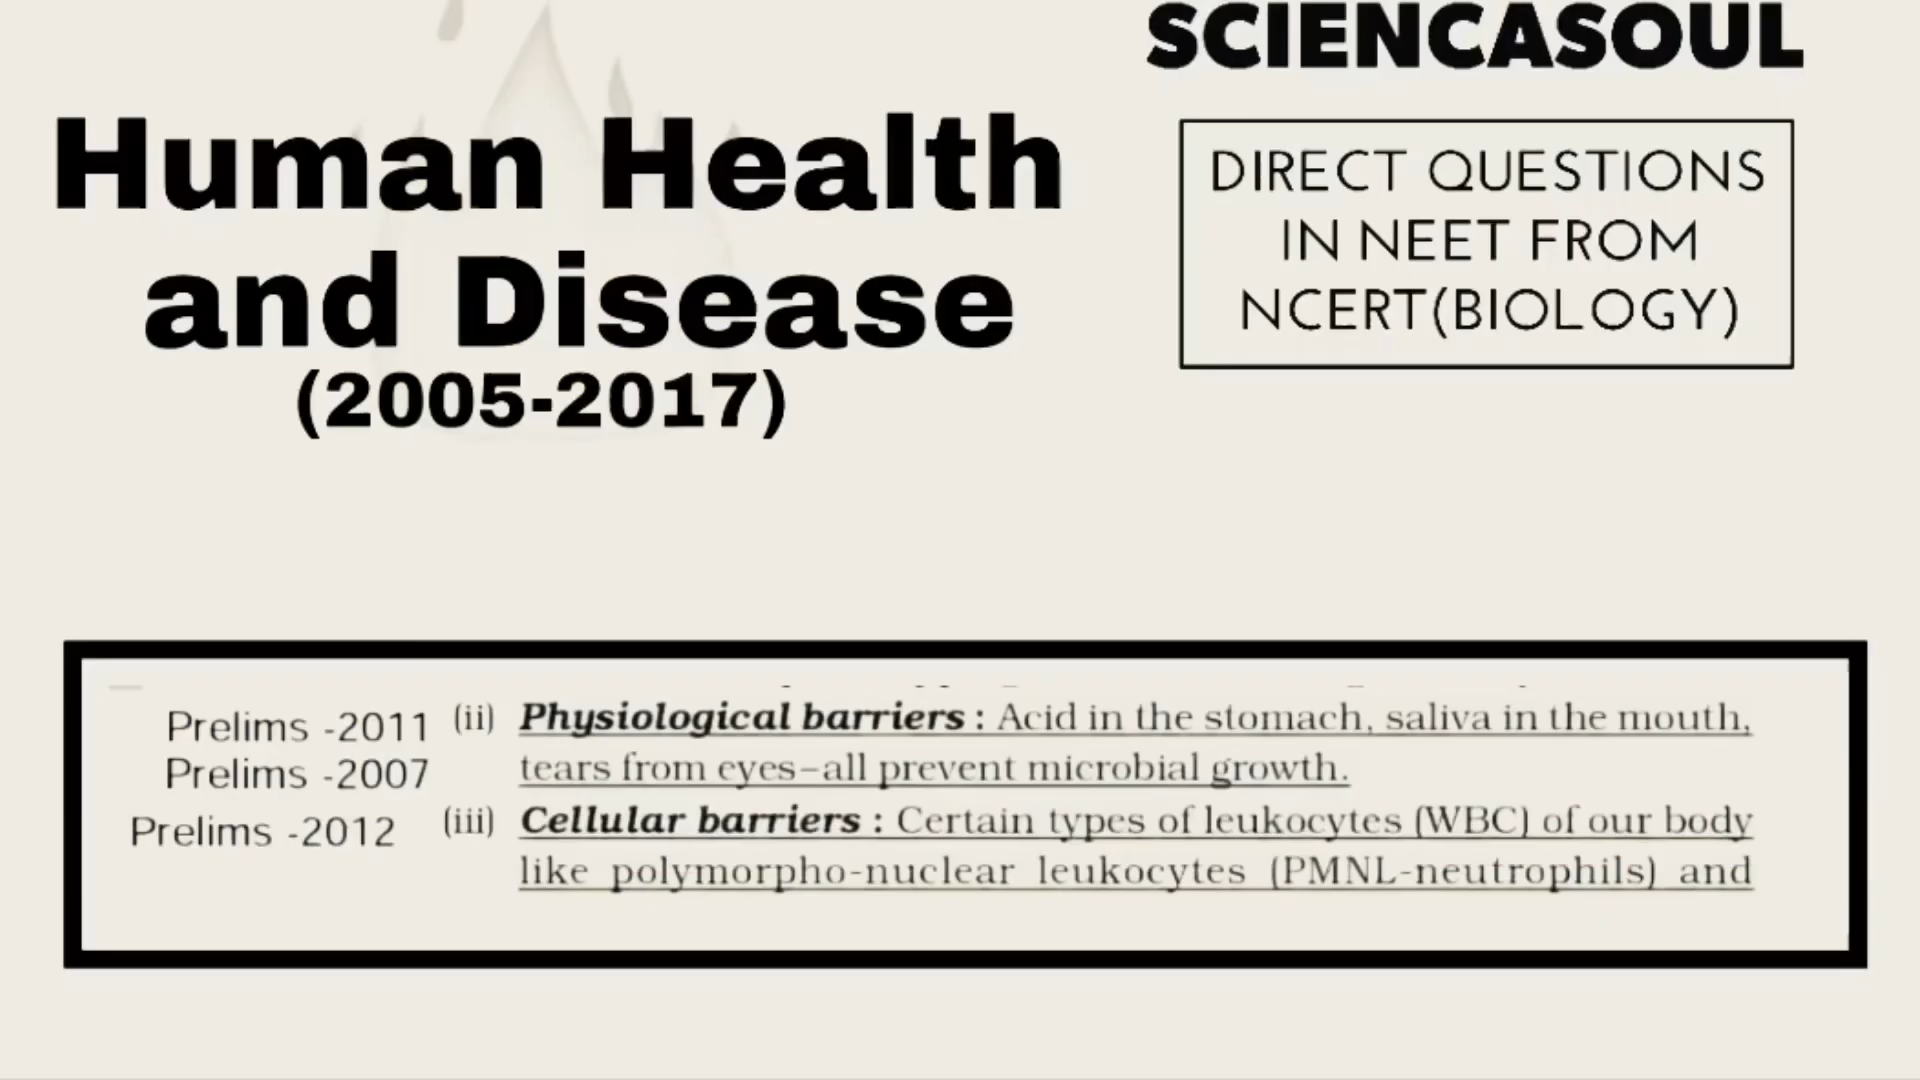 SCIENCASOUL
Human Health
and Disease
(2005-2017)
DIRECT QUESTIONS
IN NEET FROM
NCERT(BIOLOGY)
Prelims -2011 (ii) Physiological barriers : Acid in the stomach, saliva in the mouth,
Prelims -2007 tears from eyes–all prevent microbial growth.
Prelims -2012 (iii) Cellular barriers : Certain types of leukocytes (WBC) of our body
like polymorpho-nuclear leukocytes (PMNL-neutrophils) and